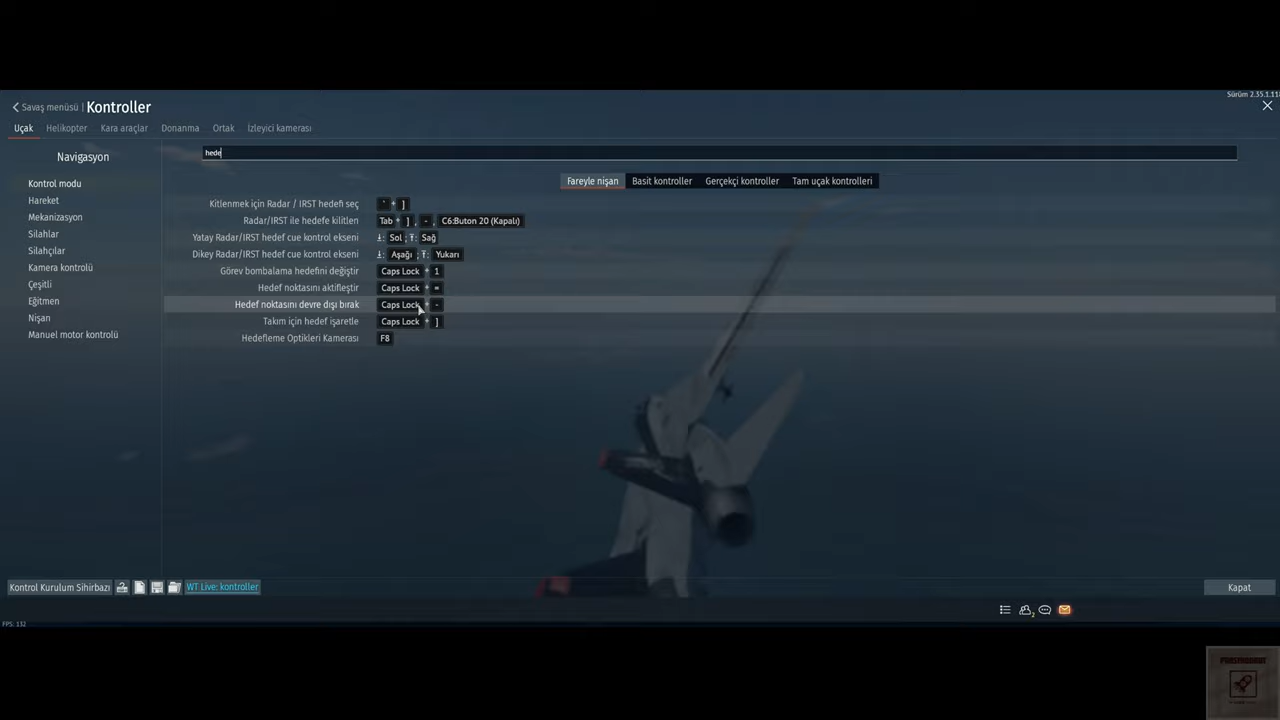 Sürüm 2.35.1.118
Savaş menüsü | Kontroller
Uçak Helikopter Kara araçlar Donanma Ortak İzleyici kamerası
Navigasyon
hede
Kontrol modu
Hareket
Mekanizasyon
Silahlar
Silahçılar
Kamera kontrolü
Çeşitli
Eğitmen
Nişan
Manuel motor kontrolü
Fareyle nişan Basit kontroller Gerçekçi kontroller Tam uçak kontrolleri
Kitlenmek için Radar / IRST hedefi seç ` + ]
Radar/IRST ile hedefe kilitlen Tab + ] , - , C6:Buton 20 (Kapalı)
Yatay Radar/IRST hedef cue kontrol ekseni Sol ; Sağ
Dikey Radar/IRST hedef cue kontrol ekseni Aşağı ; Yukarı
Görev bombalama hedefini değiştir Caps Lock + 1
Hedef noktasını aktifleştir Caps Lock + =
Hedef noktasını devre dışı bırak Caps Lock + -
Takım için hedef işaretle Caps Lock + ]
Hedefleme Optikleri Kamerası F8
Kontrol Kurulum Sihirbazı WT Live: kontroller Kapat
2
FPS: 132